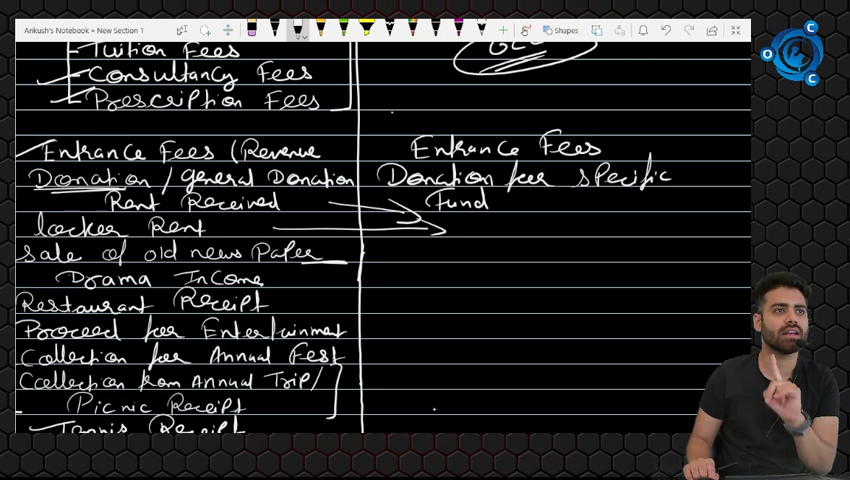 Ankush's Notebook > New Section 1
Shapes
O C C
Tuition Fees
Consultancy Fees
Prescription Fees
Entrance Fees (Revenue
Donation / General Donation
Rent Received
locker Rent
sale of old news Paper
Drama Income
Restaurant Receipt
Proceed for Entertainment
Collection for Annual Fest
Collection from Annual Trip/
Picnic Receipt
Tennis Receipt
Entrance Fees
Donation for specific
Fund